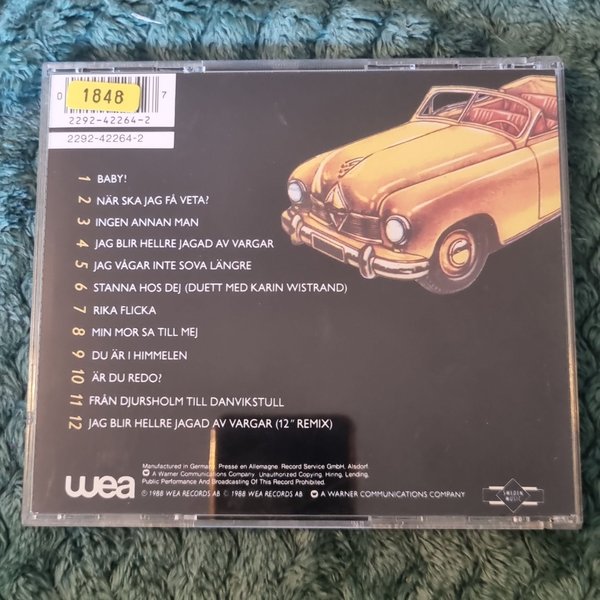 0 1848 7
2292-42264-2
2292-42264-2
1 BABY!
2 NÄR SKA JAG FÅ VETA?
3 INGEN ANNAN MAN
4 JAG BLIR HELLRE JAGAD AV VARGAR
5 JAG VÅGAR INTE SOVA LÄNGRE
6 STANNA HOS DEJ (DUETT MED KARIN WISTRAND)
7 RIKA FLICKA
8 MIN MOR SA TILL MEJ
9 DU ÄR I HIMMELEN
10 ÄR DU REDO?
11 FRÅN DJURSHOLM TILL DANVIKSTULL
12 JAG BLIR HELLRE JAGAD AV VARGAR (12" REMIX)
wea
Manufactured in Germany. Presse en Allemagne. Record Service GmbH, Alsdorf.
A Warner Communications Company. Unauthorized Copying, Hiring, Lending,
Public Performance And Broadcasting Of This Record Prohibited.
℗ 1988 WEA RECORDS AB © 1988 WEA RECORDS AB
A WARNER COMMUNICATIONS COMPANY
SWEDEN
MUSIC